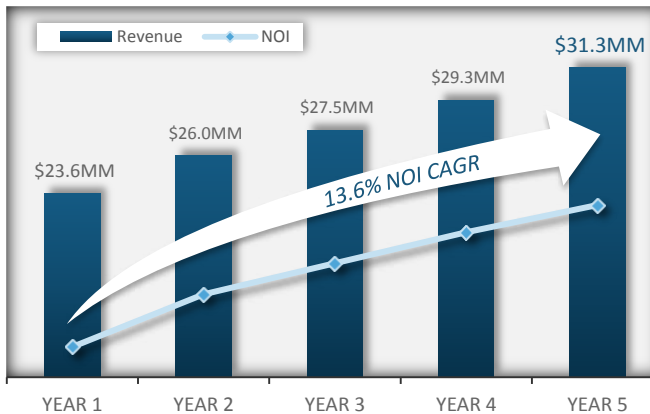 Revenue NOI
$31.3MM
$29.3MM
$27.5MM
$26.0MM
$23.6MM
13.6% NOI CAGR
YEAR 1 YEAR 2 YEAR 3 YEAR 4 YEAR 5